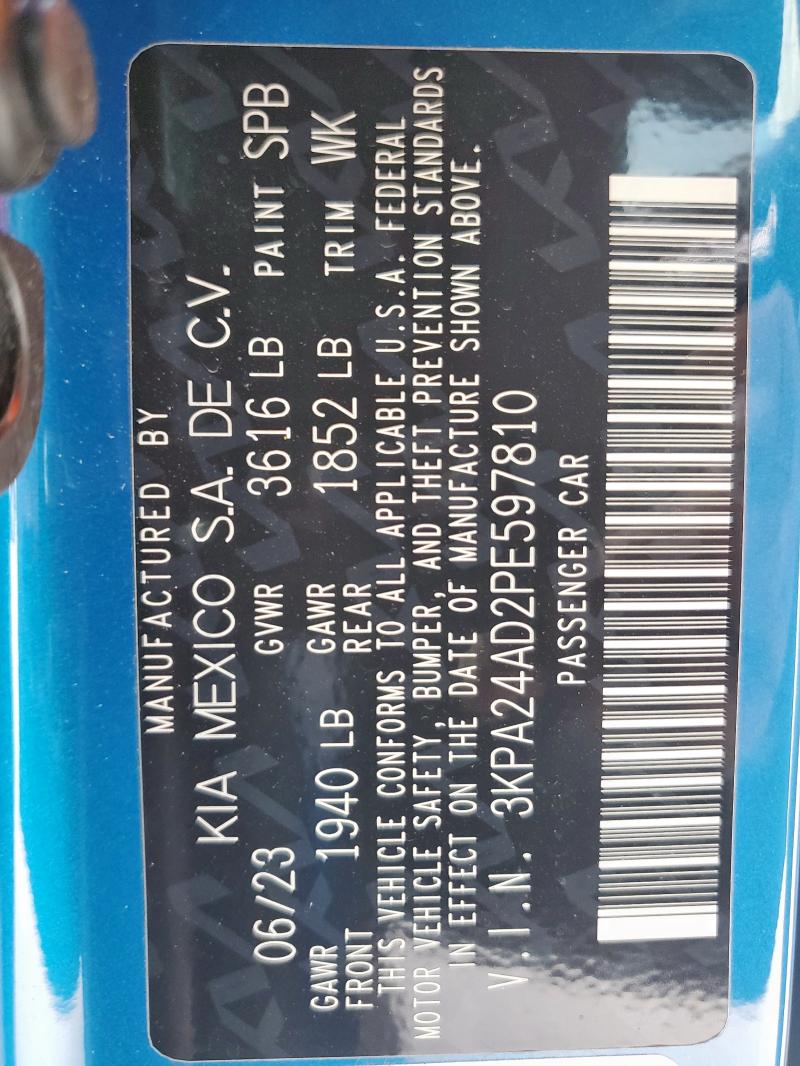 MANUFACTURED BY
KIA MEXICO S.A. DE C.V.
06/23 GVWR 3616 LB PAINT SPB
GAWR FRONT 1940 LB GAWR REAR 1852 LB TRIM WK
THIS VEHICLE CONFORMS TO ALL APPLICABLE U.S.A. FEDERAL
MOTOR VEHICLE SAFETY, BUMPER, AND THEFT PREVENTION STANDARDS
IN EFFECT ON THE DATE OF MANUFACTURE SHOWN ABOVE.
V.I.N. 3KPA24AD2PE597810
PASSENGER CAR